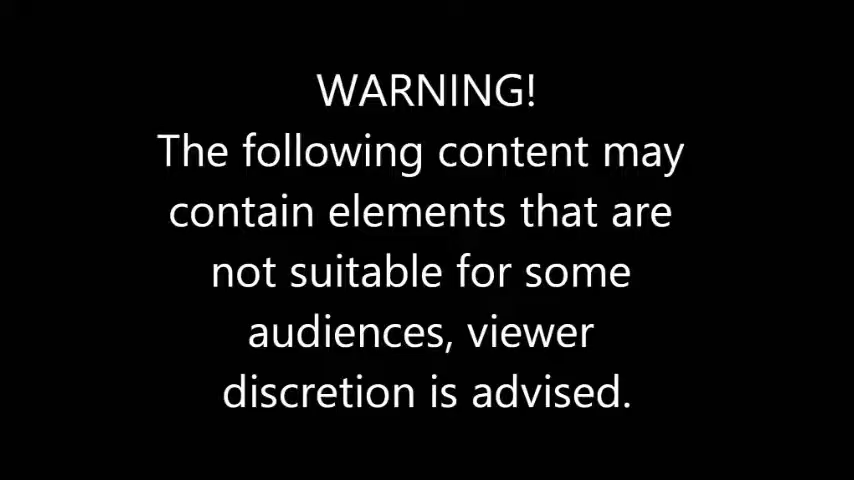 WARNING!
The following content may
contain elements that are
not suitable for some
audiences, viewer
discretion is advised.